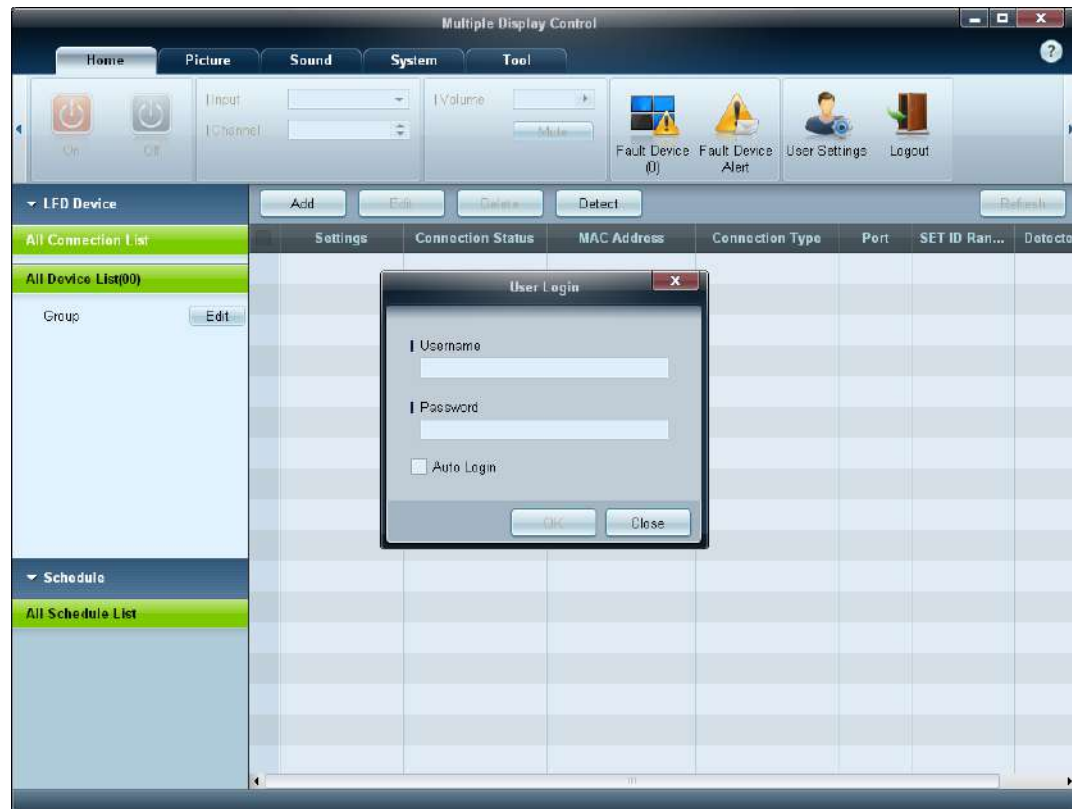 Multiple Display Control
Home Picture Sound System Tool
Input
Channel
Volume
Mute
On Off
Fault Device (0)
Fault Device Alert
User Settings
Logout
LFD Device
Add Edit Delete Detect Refresh
All Connection List
Settings Connection Status MAC Address Connection Type Port SET ID Ran... Detecte
All Device List(00)
Group Edit
User Login
Username
Password
Auto Login
OK Close
Schedule
All Schedule List